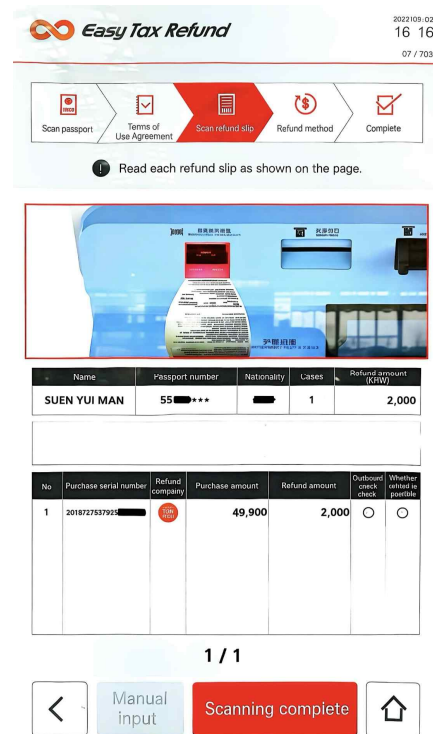 Easy Tax Refund
2022109:02
16 16
07 / 703
Scan passport
Terms of
Use Agreement
Scan refund slip
Refund method
Complete
Read each refund slip as shown on the page.
Name
Passport number
Nationality
Cases
Refund amount
(KRW)
SUEN YUI MAN
55 ***
1
2,000
No
Purchase serial number
Refund
company
Purchase amount
Refund amount
Outbound
cneck
check
Whether
1
2018727537925
49,900
2,000
1 / 1
Manual
input
Scanning complete